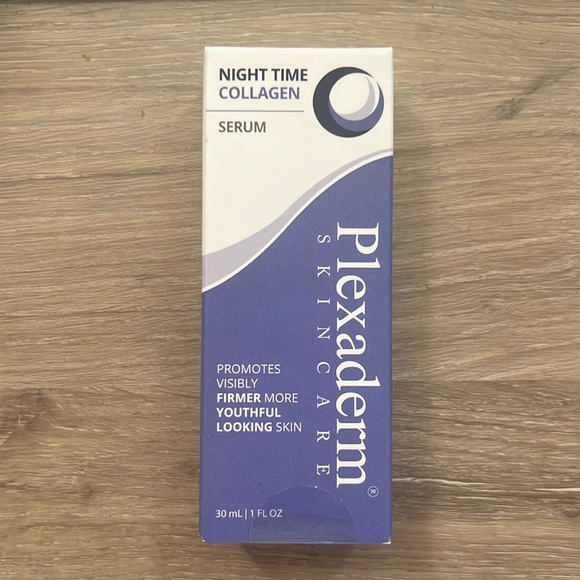 NIGHT TIME
COLLAGEN
SERUM
Plexaderm®
SKINCARE
PROMOTES
VISIBLY
FIRMER MORE
YOUTHFUL
LOOKING SKIN
30 mL | 1 FL OZ